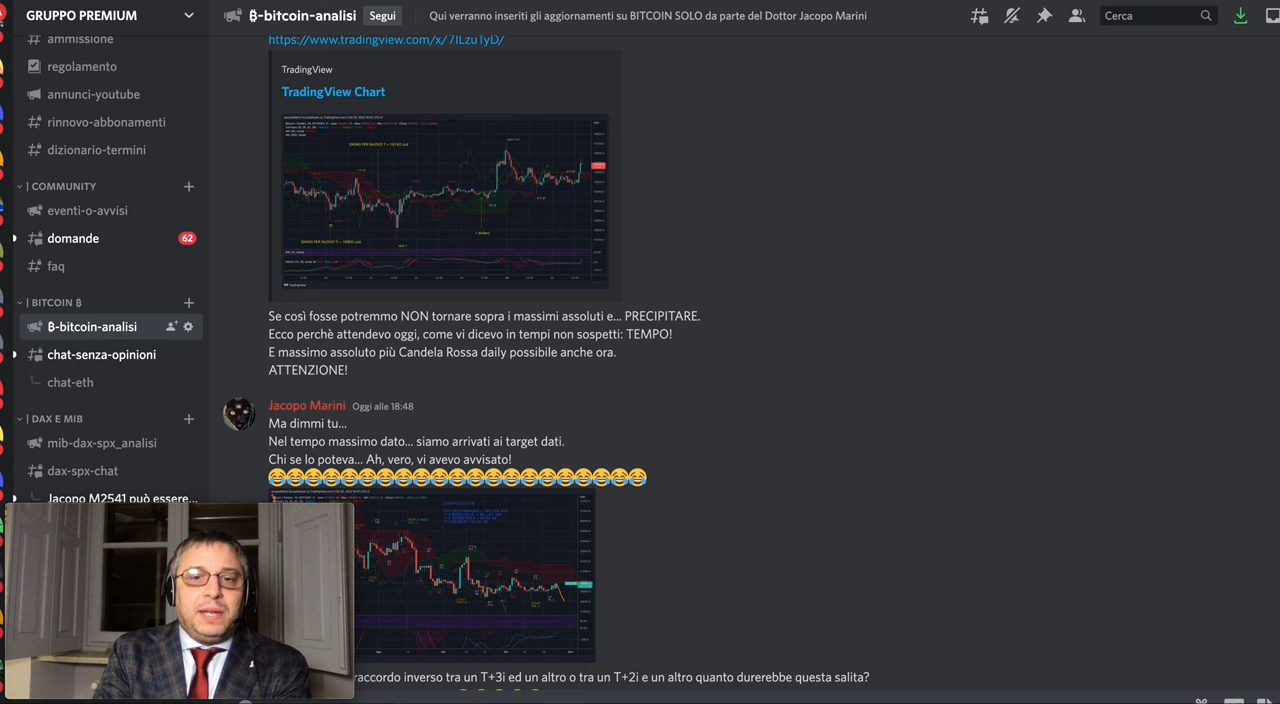 GRUPPO PREMIUM
ammissione
regolamento
annunci-youtube
rinnovo-abbonamenti
dizionario-termini
| COMMUNITY
eventi-o-avvisi
domande
62
faq
| BITCOIN ₿
₿-bitcoin-analisi
chat-senza-opinioni
chat-eth
| DAX E MIB
mib-dax-spx_analisi
dax-spx-chat
₿-bitcoin-analisi
Segui
Qui verranno inseriti gli aggiornamenti su BITCOIN SOLO da parte del Dottor Jacopo Marini
Cerca
https://www.tradingview.com/x/7ILzuTyD/
TradingView
TradingView Chart
Se così fosse potremmo NON tornare sopra i massimi assoluti e... PRECIPITARE.
Ecco perchè attendevo oggi, come vi dicevo in tempi non sospetti: TEMPO!
E massimo assoluto più Candela Rossa daily possibile anche ora.
ATTENZIONE!
Jacopo Marini Oggi alle 18:48
Ma dimmi tu...
Nel tempo massimo dato... siamo arrivati ai target dati.
Chi se lo poteva... Ah, vero, vi avevo avvisato!
😂😂😂😂😂😂😂😂😂😂😂😂😂😂😂😂😂😂😂😂😂
raccordo inverso tra un T+3i ed un altro o tra un T+2i e un altro quanto durerebbe questa salita?